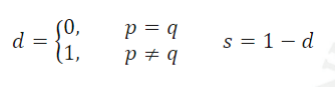 d = {0, p = q
1, p ≠ q
s = 1 − d